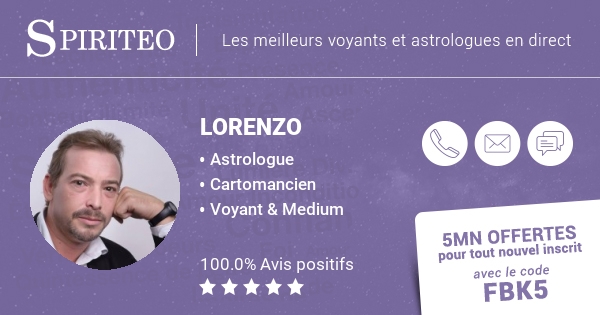 SPIRITEO
Les meilleurs voyants et astrologues en direct
LORENZO
• Astrologue
• Cartomancien
• Voyant & Medium
100.0% Avis positifs
5MN OFFERTES
pour tout nouvel inscrit
avec le code
FBK5